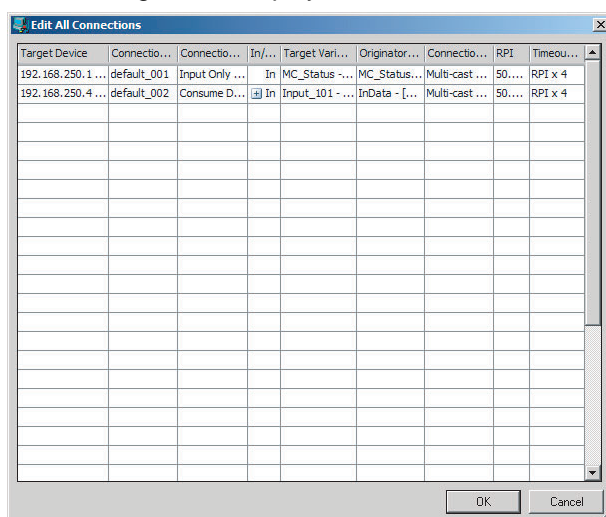 Edit All Connections
Target Device Connectio... Connectio... In/... Target Vari... Originator... Connectio... RPI Timeou...
192.168.250.1 ... default_001 Input Only ... In MC_Status -... MC_Status... Multi-cast ... 50.... RPI x 4
192.168.250.4 ... default_002 Consume D... In Input_101 - ... InData - [... Multi-cast ... 50.... RPI x 4
OK Cancel